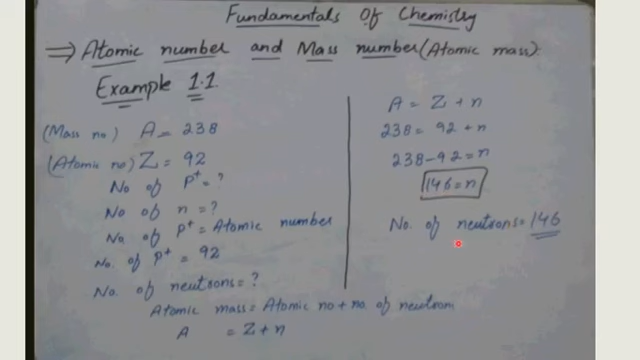 Fundamentals Of Chemistry
⇒ Atomic number and Mass number (Atomic mass):
Example 1.1
(Mass no) A = 238
(Atomic no) Z = 92
No of P⁺ = ?
No of n = ?
No of P⁺ = Atomic number
No. of P⁺ = 92
No. of neutrons = ?
Atomic mass = Atomic no + no. of neutron
A = Z + n
A = Z + n
238 = 92 + n
238 - 92 = n
146 = n
No. of neutrons = 146